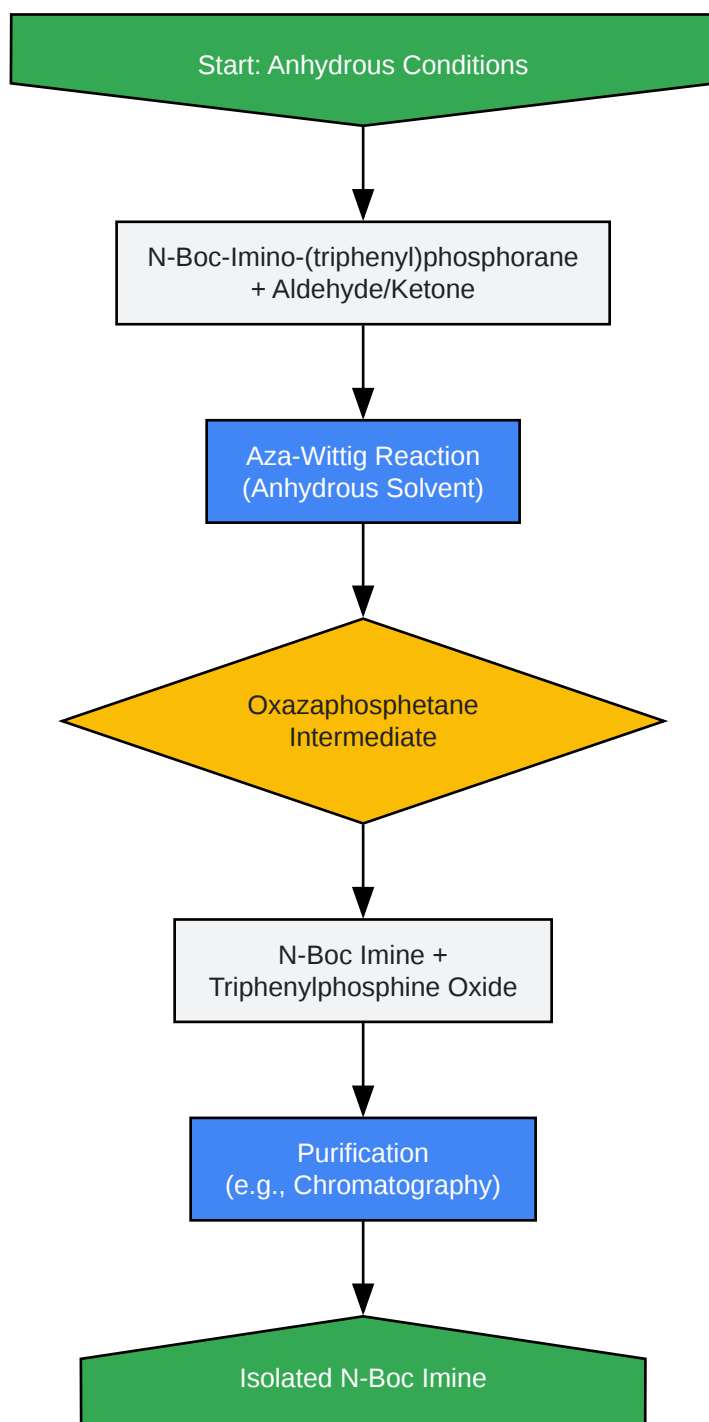 Start: Anhydrous Conditions
N-Boc-Imino-(triphenyl)phosphorane
+ Aldehyde/Ketone
Aza-Wittig Reaction
(Anhydrous Solvent)
Oxazaphosphetane
Intermediate
N-Boc Imine +
Triphenylphosphine Oxide
Purification
(e.g., Chromatography)
Isolated N-Boc Imine